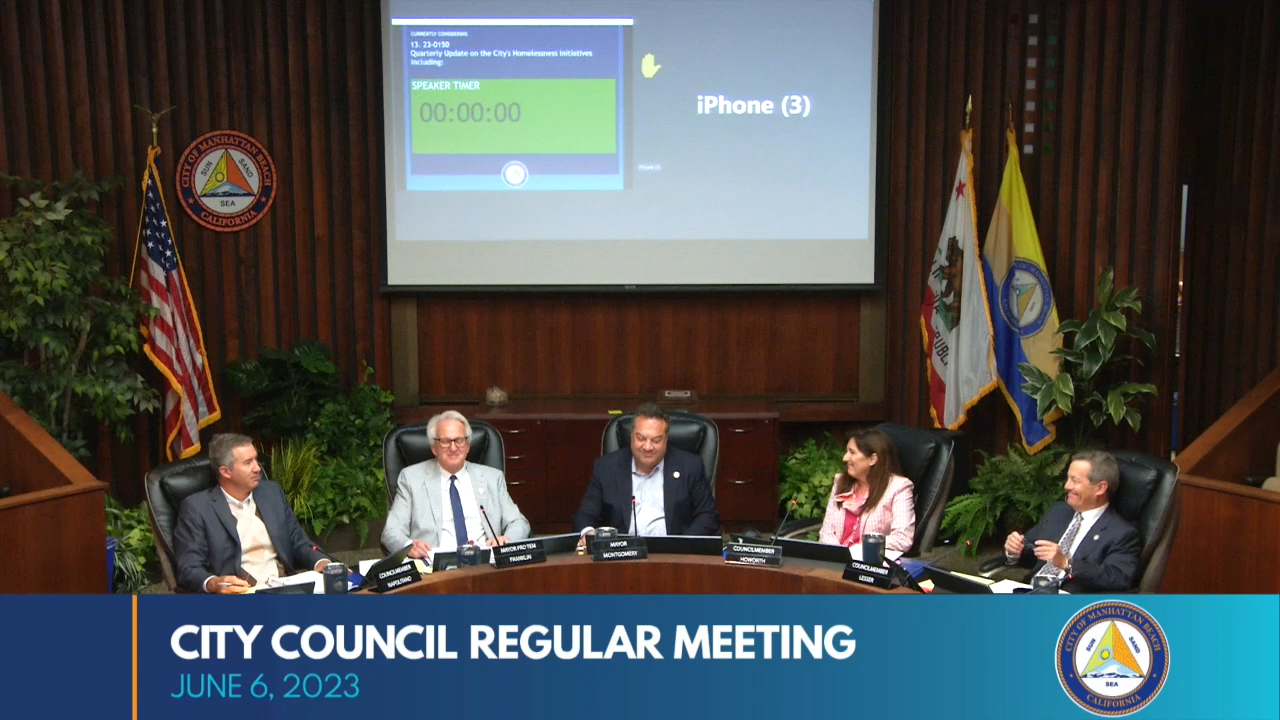 CURRENTLY CONSIDERING
13. 23-0190
Quarterly Update on the City's Homelessness Initiatives
Including:
SPEAKER TIMER
00:00:00
iPhone (3)
CITY OF MANHATTAN BEACH
SUN
SAND
SEA
CALIFORNIA
COUNCILMEMBER
NAPOLITANO
MAYOR PRO TEM
FRANKLIN
MAYOR
MONTGOMERY
COUNCILMEMBER
HOWORTH
COUNCILMEMBER
LESSER
CITY COUNCIL REGULAR MEETING
JUNE 6, 2023
CITY OF MANHATTAN BEACH
SUN
SAND
SEA
CALIFORNIA